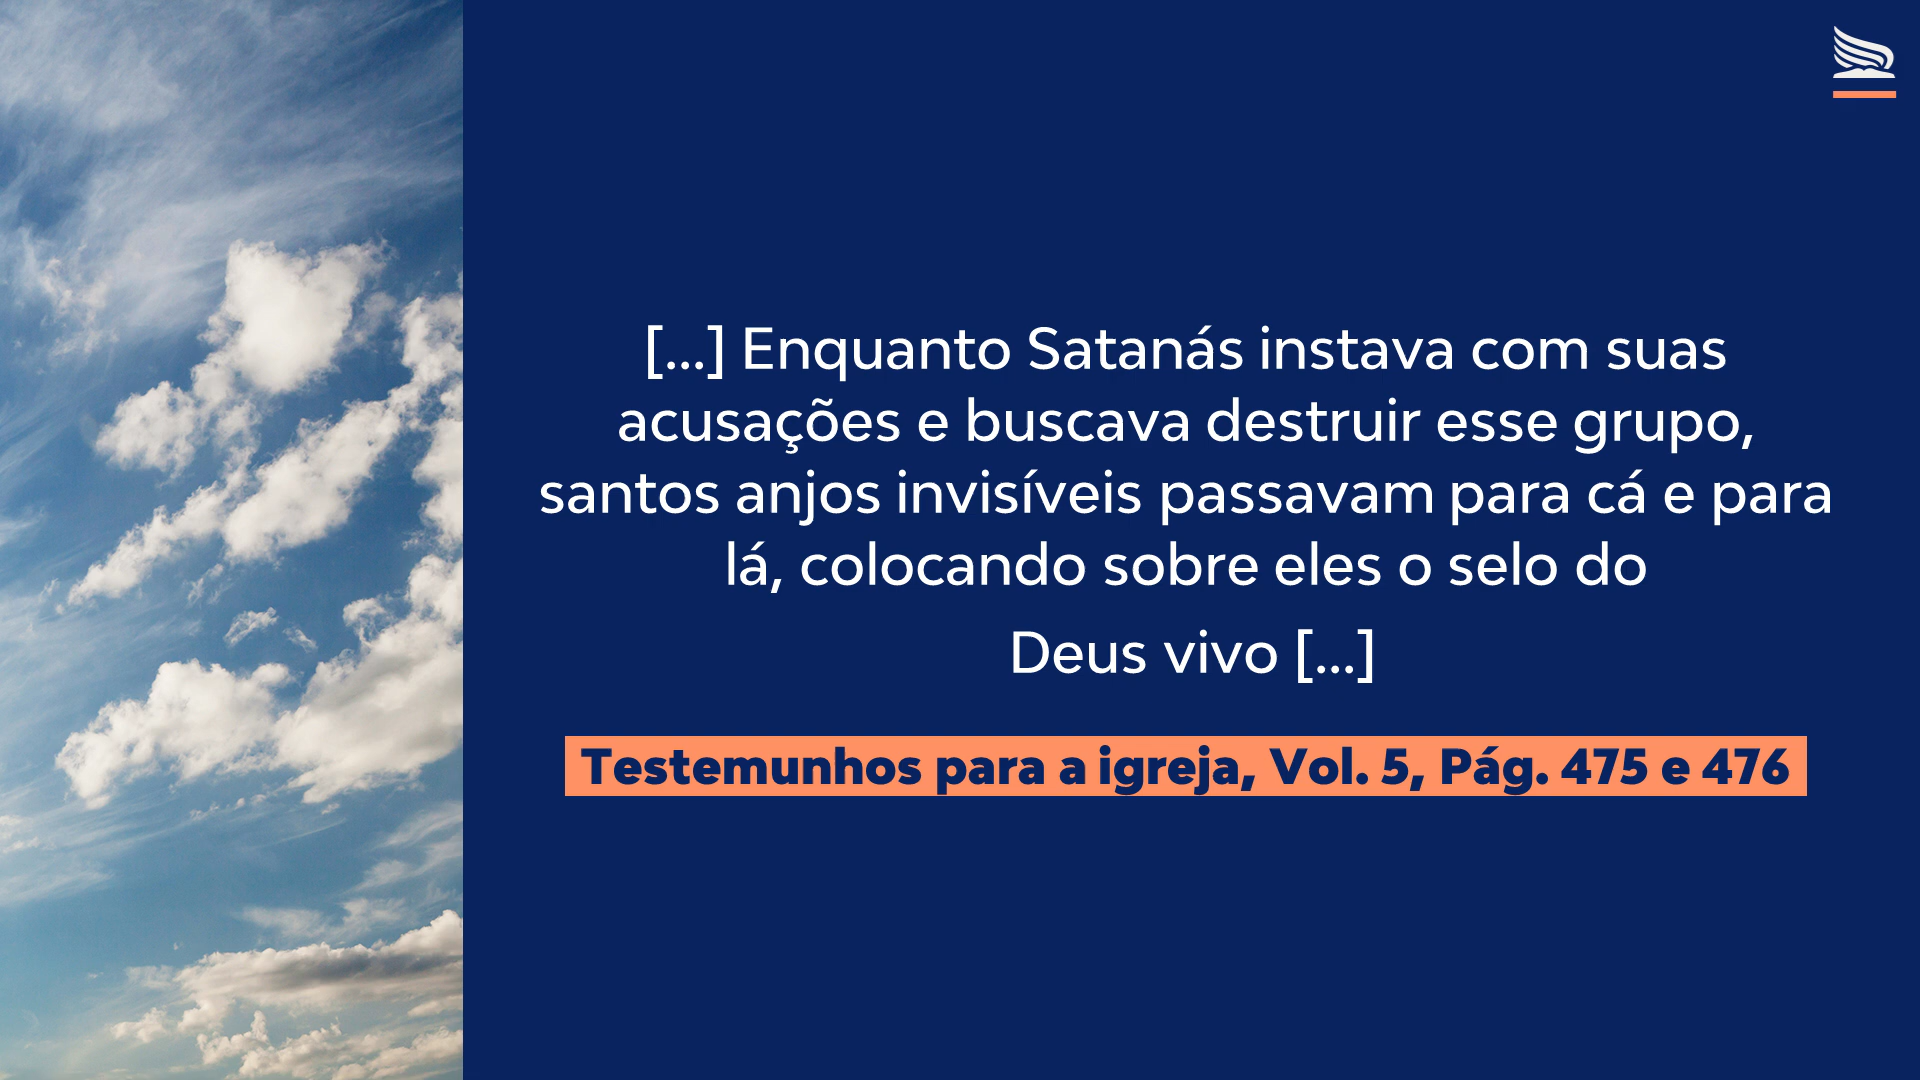 [...] Enquanto Satanás instava com suas
acusações e buscava destruir esse grupo,
santos anjos invisíveis passavam para cá e para
lá, colocando sobre eles o selo do
Deus vivo [...]
Testemunhos para a igreja, Vol. 5, Pág. 475 e 476